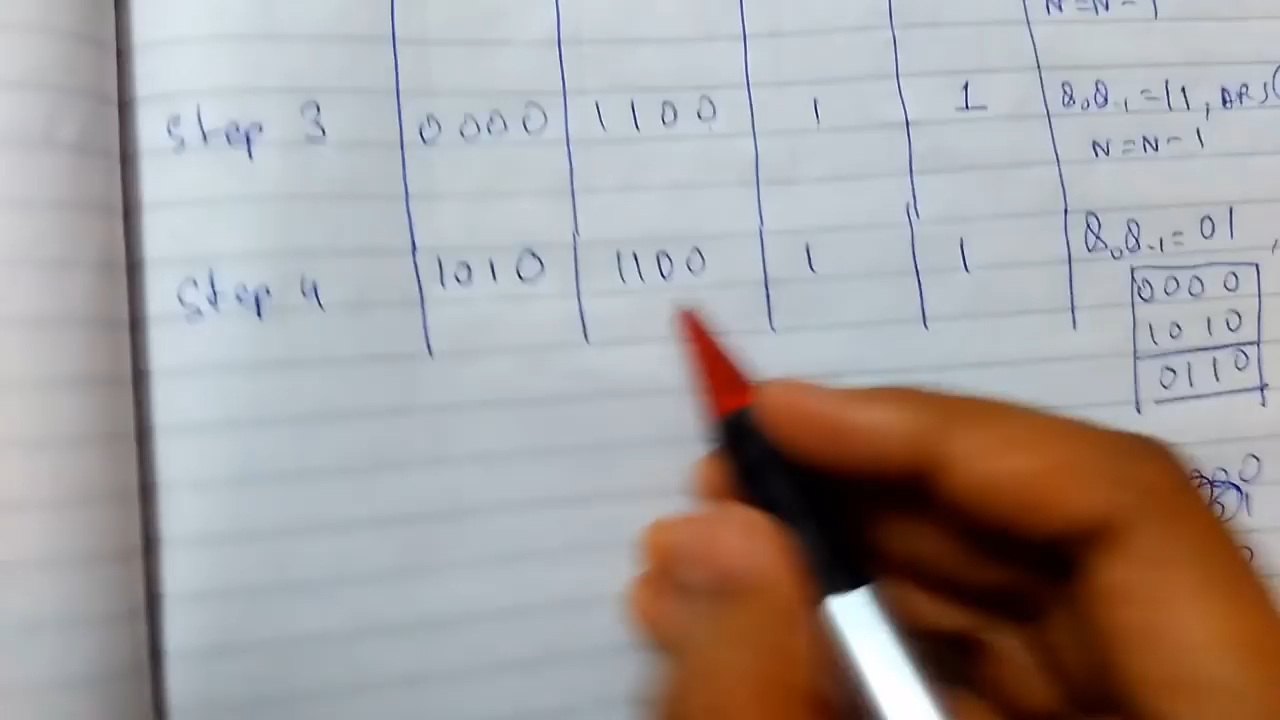 N=N-1
Step 3 0000 1100 1 1 Q₀Q₋₁=11, ARS(
N=N-1
Step 4 1010 1100 1 1 Q₀Q₋₁=01,
0000
1010
0110